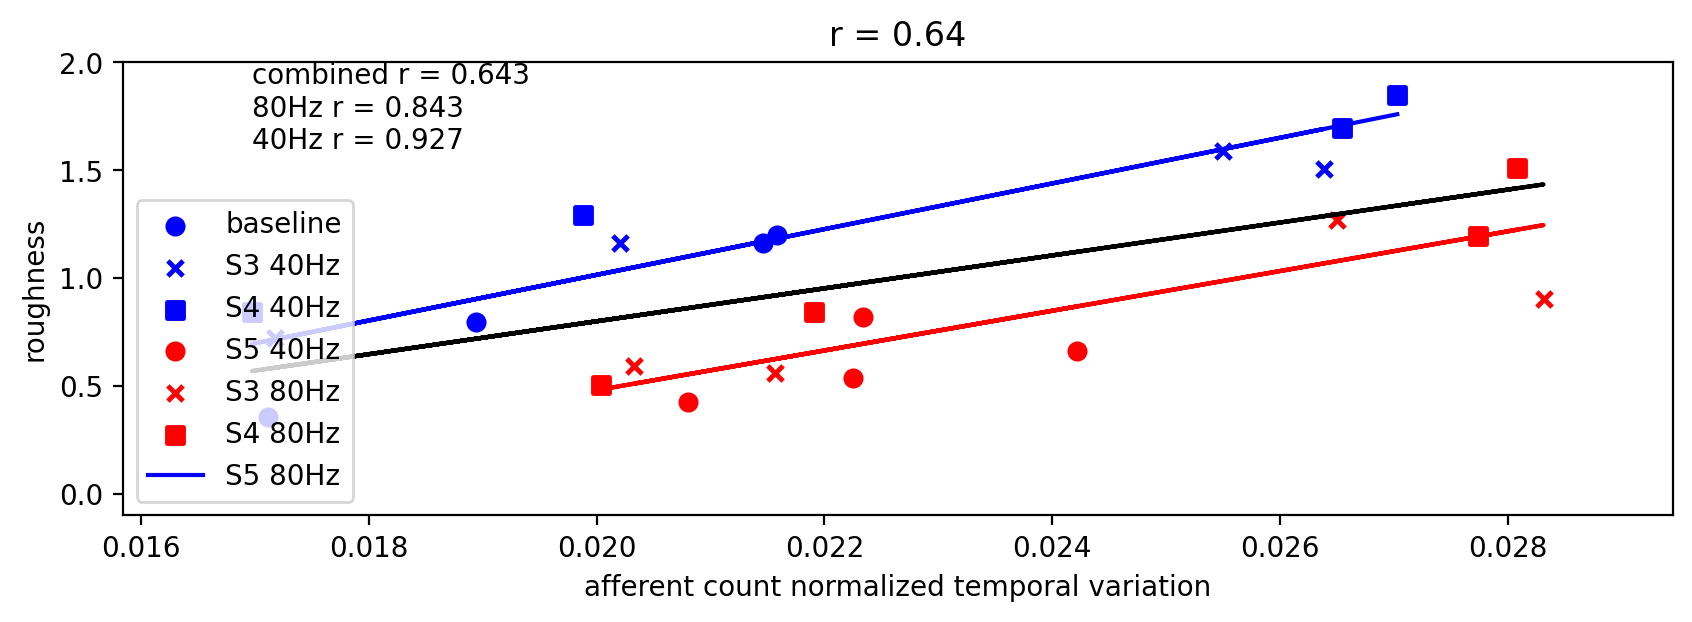 r = 0.64
combined r = 0.643
80Hz r = 0.843
40Hz r = 0.927
baseline
S3 40Hz
S4 40Hz
S5 40Hz
S3 80Hz
S4 80Hz
S5 80Hz
roughness
2.0
1.5
1.0
0.5
0.0
0.016 0.018 0.020 0.022 0.024 0.026 0.028
afferent count normalized temporal variation